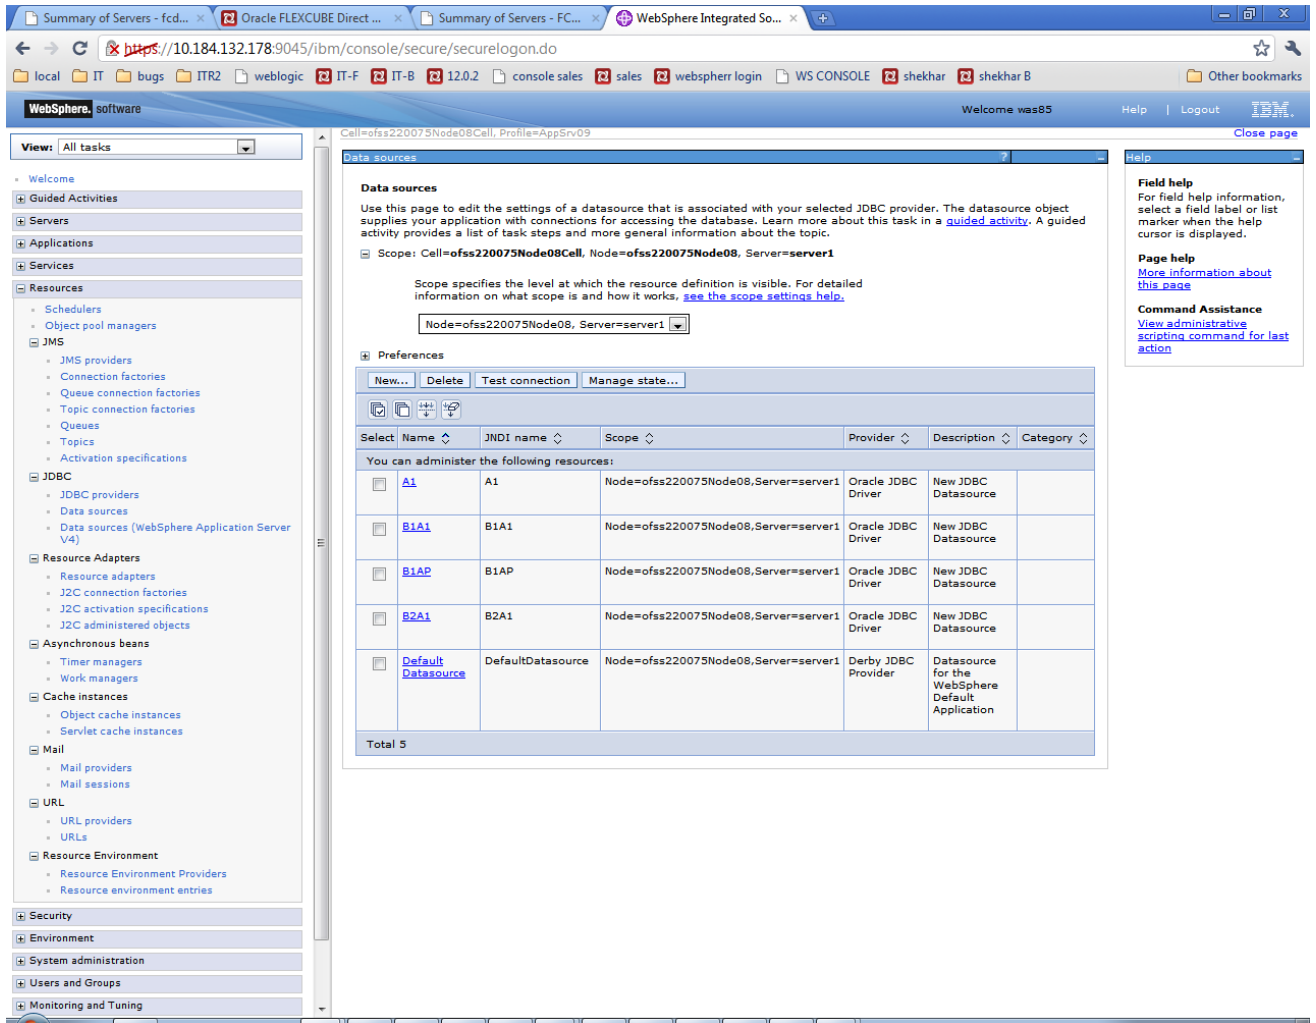 Summary of Servers - fcd...
Oracle FLEXCUBE Direct ...
Summary of Servers - FC...
WebSphere Integrated So...
https://10.184.132.178:9045/ibm/console/secure/securelogon.do
local IT bugs ITR2 weblogic IT-F IT-B 12.0.2 console sales sales webspherr login WS CONSOLE shekhar shekhar B Other bookmarks
WebSphere. software Welcome was85 Help | Logout IBM.
View: All tasks
Welcome
Guided Activities
Servers
Applications
Services
Resources
Schedulers
Object pool managers
JMS
JMS providers
Connection factories
Queue connection factories
Topic connection factories
Queues
Topics
Activation specifications
JDBC
JDBC providers
Data sources
Data sources (WebSphere Application Server
V4)
Resource Adapters
Resource adapters
J2C connection factories
J2C activation specifications
J2C administered objects
Asynchronous beans
Timer managers
Work managers
Cache instances
Object cache instances
Servlet cache instances
Mail
Mail providers
Mail sessions
URL
URL providers
URLs
Resource Environment
Resource Environment Providers
Resource environment entries
Security
Environment
System administration
Users and Groups
Monitoring and Tuning
Cell=ofss220075Node08Cell, Profile=AppSrv09
Close page
Data sources ? –
Data sources
Use this page to edit the settings of a datasource that is associated with your selected JDBC provider. The datasource object
supplies your application with connections for accessing the database. Learn more about this task in a guided activity. A guided
activity provides a list of task steps and more general information about the topic.
Scope: Cell=ofss220075Node08Cell, Node=ofss220075Node08, Server=server1
Scope specifies the level at which the resource definition is visible. For detailed
information on what scope is and how it works, see the scope settings help.
Node=ofss220075Node08, Server=server1
Preferences
New... Delete Test connection Manage state...
Select Name JNDI name Scope Provider Description Category
You can administer the following resources:
A1 A1 Node=ofss220075Node08,Server=server1 Oracle JDBC New JDBC
Driver Datasource
B1A1 B1A1 Node=ofss220075Node08,Server=server1 Oracle JDBC New JDBC
Driver Datasource
B1AP B1AP Node=ofss220075Node08,Server=server1 Oracle JDBC New JDBC
Driver Datasource
B2A1 B2A1 Node=ofss220075Node08,Server=server1 Oracle JDBC New JDBC
Driver Datasource
Default DefaultDatasource Node=ofss220075Node08,Server=server1 Derby JDBC Datasource
Datasource Provider for the
WebSphere
Default
Application
Total 5
Help –
Field help
For field help information,
select a field label or list
marker when the help
cursor is displayed.
Page help
More information about
this page
Command Assistance
View administrative
scripting command for last
action